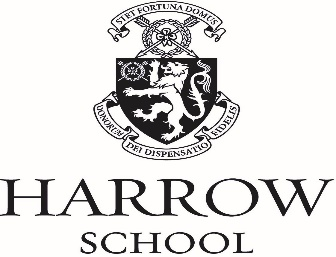 STET FORTUNA DOMUS
DONORUM DEI DISPENSATIO FIDELIS
HARROW
SCHOOL